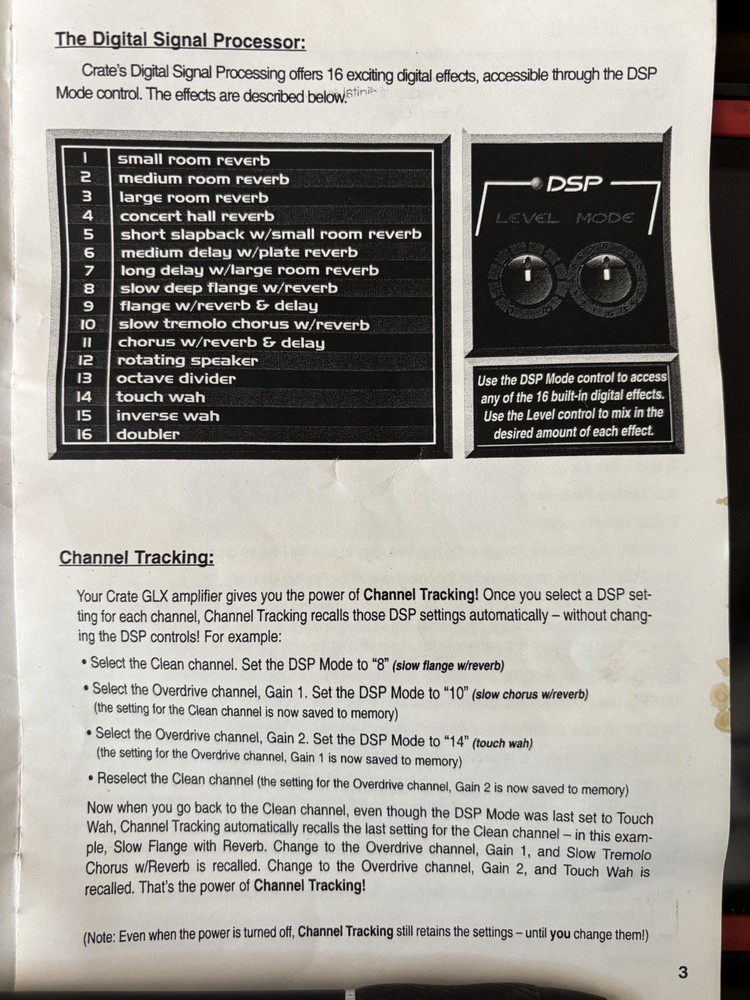 The Digital Signal Processor:
Crate's Digital Signal Processing offers 16 exciting digital effects, accessible through the DSP
Mode control. The effects are described below.
1 small room reverb
2 medium room reverb
3 large room reverb
4 concert hall reverb
5 short slapback w/small room reverb
6 medium delay w/plate reverb
7 long delay w/large room reverb
8 slow deep flange w/reverb
9 flange w/reverb & delay
10 slow tremolo chorus w/reverb
11 chorus w/reverb & delay
12 rotating speaker
13 octave divider
14 touch wah
15 inverse wah
16 doubler
DSP
LEVEL MODE
Use the DSP Mode control to access
any of the 16 built-in digital effects.
Use the Level control to mix in the
desired amount of each effect.
Channel Tracking:
Your Crate GLX amplifier gives you the power of Channel Tracking! Once you select a DSP set-
ting for each channel, Channel Tracking recalls those DSP settings automatically – without chang-
ing the DSP controls! For example:
• Select the Clean channel. Set the DSP Mode to “8” (slow flange w/reverb)
• Select the Overdrive channel, Gain 1. Set the DSP Mode to “10” (slow chorus w/reverb)
(the setting for the Clean channel is now saved to memory)
• Select the Overdrive channel, Gain 2. Set the DSP Mode to “14” (touch wah)
(the setting for the Overdrive channel, Gain 1 is now saved to memory)
• Reselect the Clean channel (the setting for the Overdrive channel, Gain 2 is now saved to memory)
Now when you go back to the Clean channel, even though the DSP Mode was last set to Touch
Wah, Channel Tracking automatically recalls the last setting for the Clean channel – in this exam-
ple, Slow Flange with Reverb. Change to the Overdrive channel, Gain 1, and Slow Tremolo
Chorus w/Reverb is recalled. Change to the Overdrive channel, Gain 2, and Touch Wah is
recalled. That's the power of Channel Tracking!
(Note: Even when the power is turned off, Channel Tracking still retains the settings – until you change them!)
3